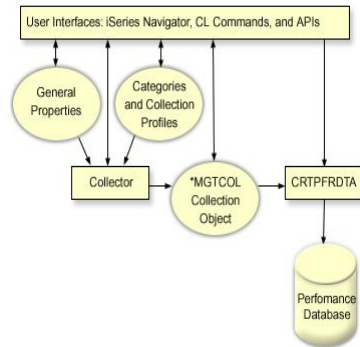 User Interfaces: iSeries Navigator, CL Commands, and APIs
General
Properties
Categories
and Collection
Profiles
Collector
*MGTCOL
Collection
Object
CRTPFRDTA
Perfomance
Database